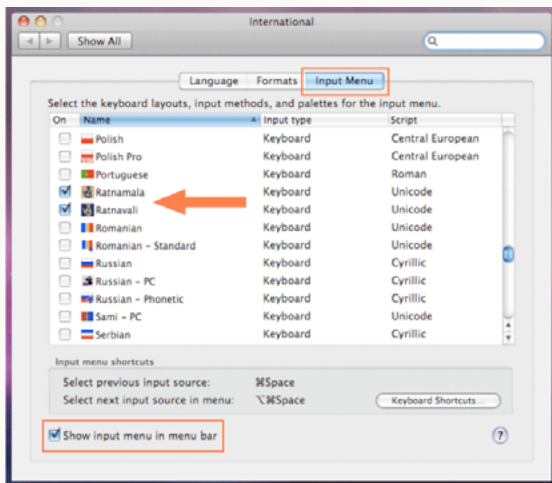 International
Show All
Language Formats Input Menu
Select the keyboard layouts, input methods, and palettes for the input menu.
On Name Input type Script
Polish Keyboard Central European
Polish Pro Keyboard Central European
Portuguese Keyboard Roman
Ratnamala Keyboard Unicode
Ratnavali Keyboard Unicode
Romanian Keyboard Unicode
Romanian - Standard Keyboard Unicode
Russian Keyboard Cyrillic
Russian - PC Keyboard Cyrillic
Russian - Phonetic Keyboard Cyrillic
Sami - PC Keyboard Unicode
Serbian Keyboard Cyrillic
Input menu shortcuts
Select previous input source: ⌘Space
Select next input source in menu: ⌥⌘Space
Keyboard Shortcuts...
Show input menu in menu bar ?